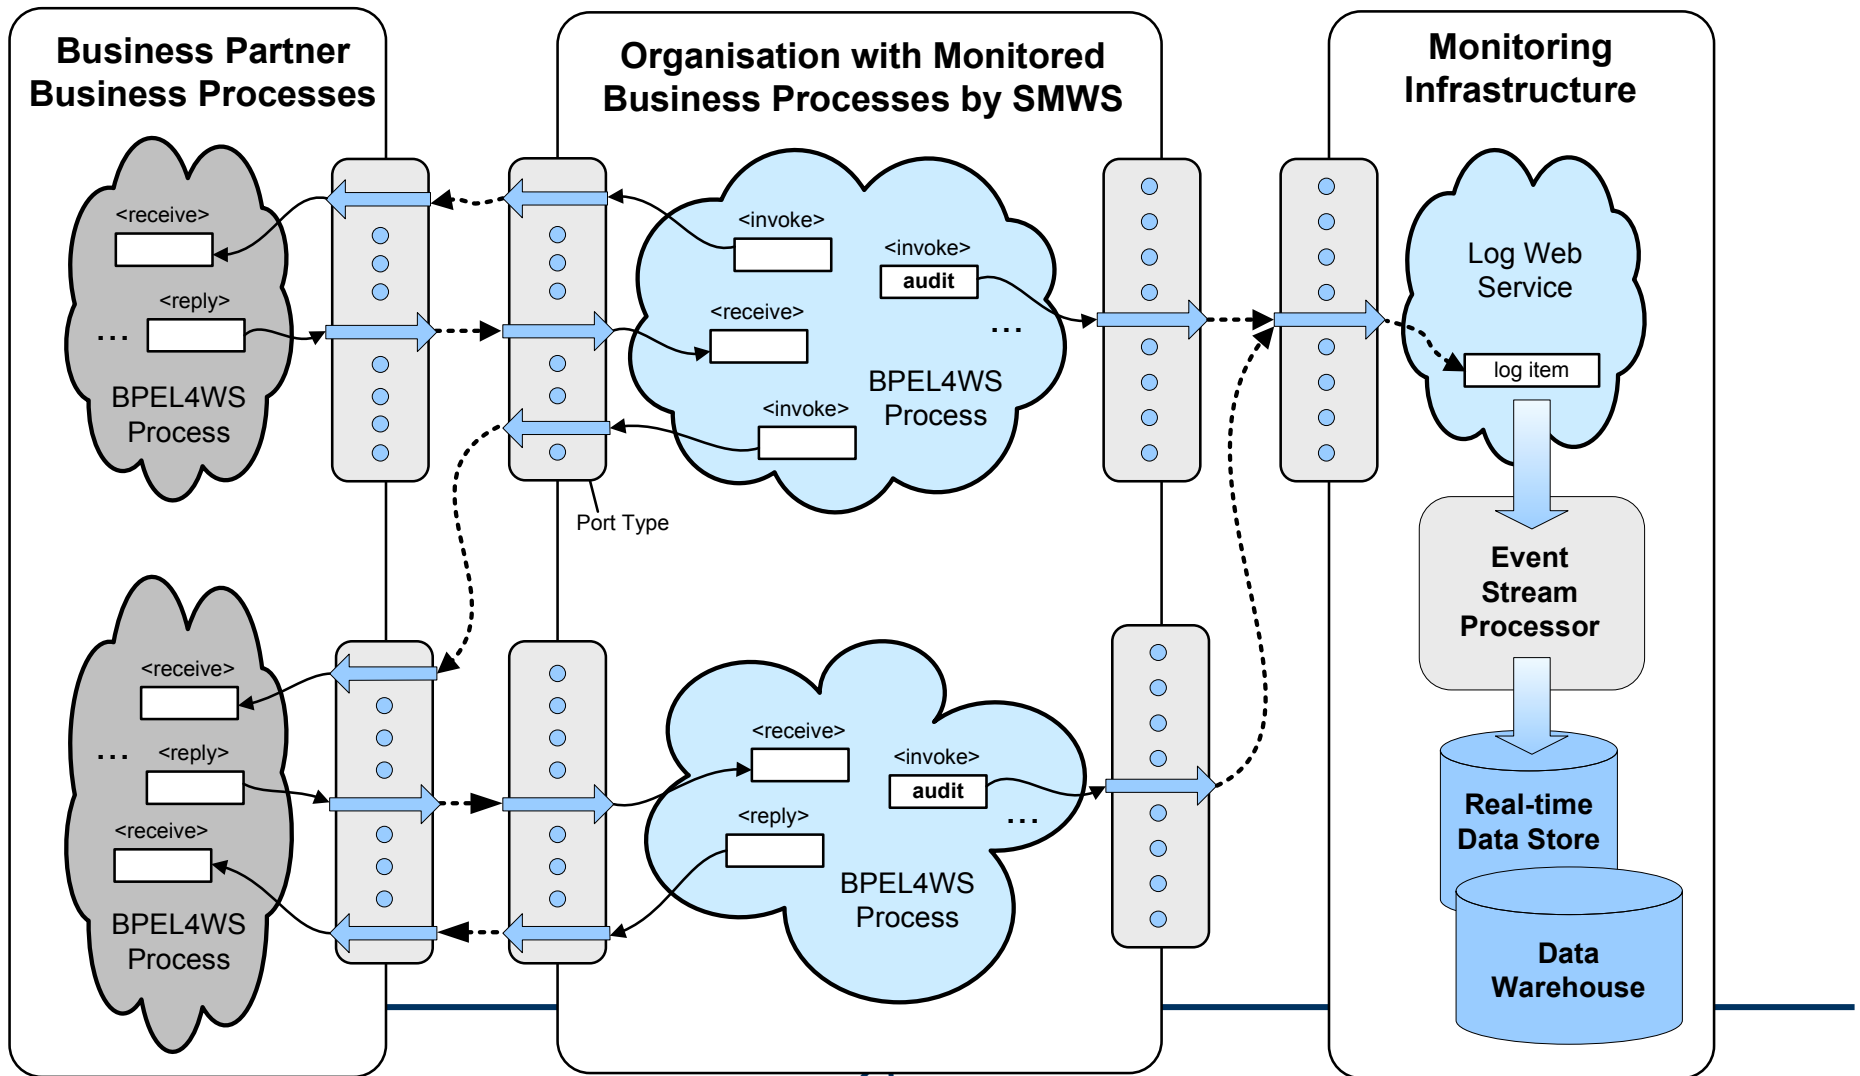 Business Partner
Business Processes
<receive>
<reply>
...
BPEL4WS
Process
<receive>
...
<reply>
<receive>
BPEL4WS
Process
Organisation with Monitored
Business Processes by SMWS
<invoke>
<invoke>
audit
<receive>
...
BPEL4WS
Process
<invoke>
Port Type
<receive>
<invoke>
audit
<reply>
...
BPEL4WS
Process
Monitoring
Infrastructure
Log Web
Service
log item
Event
Stream
Processor
Real-time
Data Store
Data
Warehouse